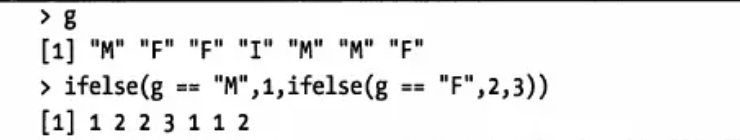 > g
[1] "M" "F" "F" "I" "M" "M" "F"
> ifelse(g == "M",1,ifelse(g == "F",2,3))
[1] 1 2 2 3 1 1 2